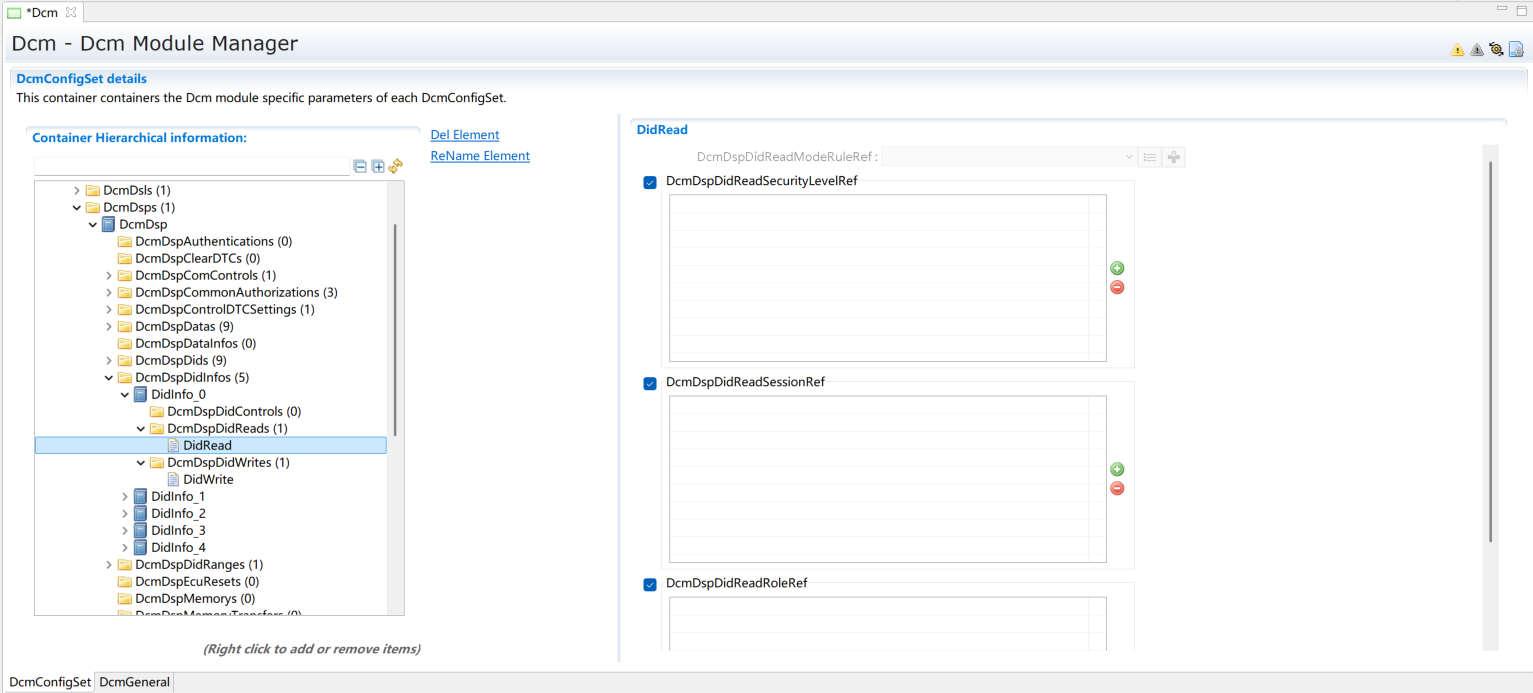 *Dcm
Dcm - Dcm Module Manager
DcmConfigSet details
This container containers the Dcm module specific parameters of each DcmConfigSet.
Container Hierarchical information:
Del Element
ReName Element
DcmDsls (1)
DcmDsps (1)
DcmDsp
DcmDspAuthentications (0)
DcmDspClearDTCs (0)
DcmDspComControls (1)
DcmDspCommonAuthorizations (3)
DcmDspControlDTCSettings (1)
DcmDspDatas (9)
DcmDspDataInfos (0)
DcmDspDids (9)
DcmDspDidInfos (5)
DidInfo_0
DcmDspDidControls (0)
DcmDspDidReads (1)
DidRead
DcmDspDidWrites (1)
DidWrite
DidInfo_1
DidInfo_2
DidInfo_3
DidInfo_4
DcmDspDidRanges (1)
DcmDspEcuResets (0)
DcmDspMemorys (0)
DcmDspMemoryTransfers (0)
(Right click to add or remove items)
DidRead
DcmDspDidReadModeRuleRef :
DcmDspDidReadSecurityLevelRef
DcmDspDidReadSessionRef
DcmDspDidReadRoleRef
DcmConfigSet
DcmGeneral